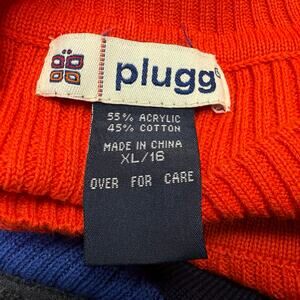 plugg
55% ACRYLIC
45% COTTON
MADE IN CHINA
XL/16
OVER FOR CARE